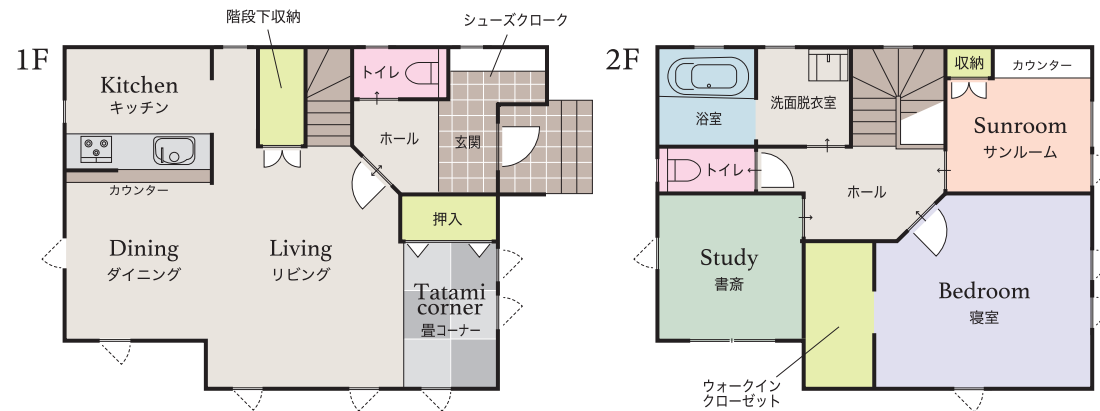 1F
階段下収納
シューズクローク
Kitchen
キッチン
トイレ
ホール
玄関
カウンター
押入
Dining
ダイニング
Living
リビング
Tatami
corner
畳コーナー
2F
浴室
洗面脱衣室
収納
カウンター
Sunroom
サンルーム
トイレ
ホール
Study
書斎
Bedroom
寝室
ウォークイン
クローゼット